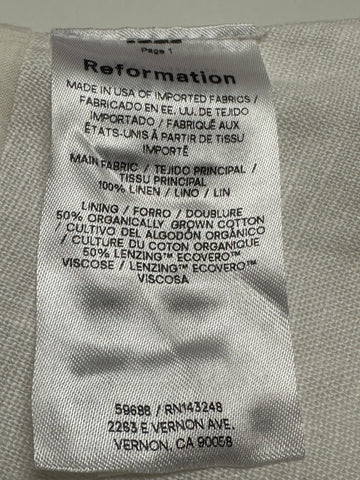 Page 1
Reformation
MADE IN USA OF IMPORTED FABRICS /
FABRICADO EN EE. UU. DE TEJIDO
IMPORTADO / FABRIQUÉ AUX
ÉTATS-UNIS À PARTIR DE TISSU
IMPORTÉ
MAIN FABRIC / TEJIDO PRINCIPAL /
TISSU PRINCIPAL
100% LINEN / LINO / LIN
LINING / FORRO / DOUBLURE
50% ORGANICALLY GROWN COTTON
/ CULTIVO DEL ALGODÓN ORGÁNICO
/ CULTURE DU COTON ORGANIQUE
50% LENZING™ ECOVERO™
VISCOSE / LENZING™ ECOVERO™
VISCOSA
59688 / RN143248
2263 E VERNON AVE.
VERNON, CA 90058